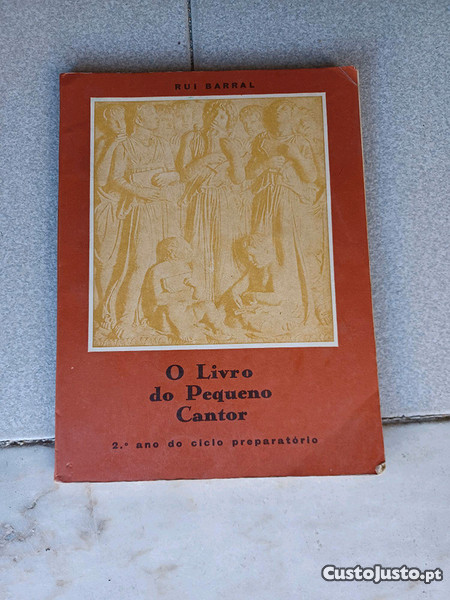 RUI BARRAL
O Livro
do Pequeno
Cantor
2.º ano do ciclo preparatório
CustoJusto.pt